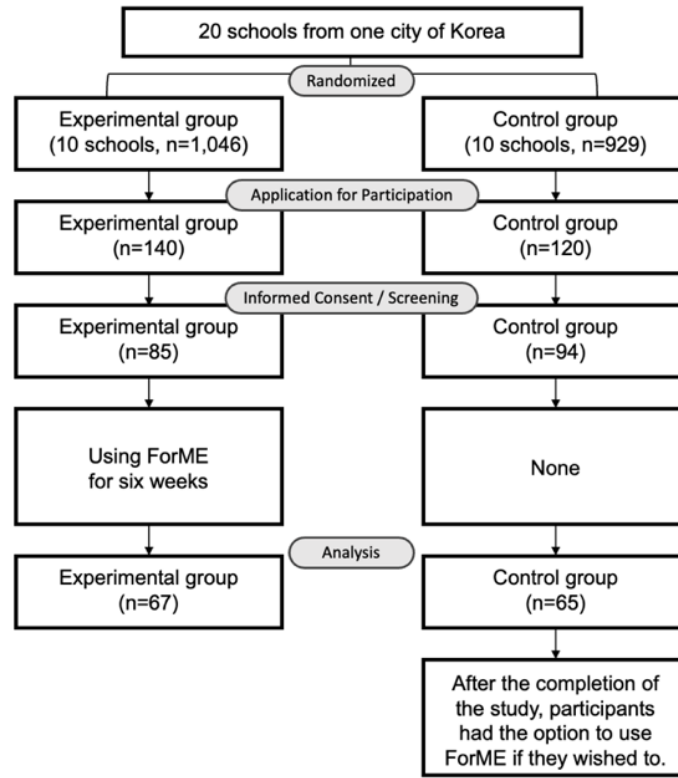 20 schools from one city of Korea
Randomized
Experimental group
(10 schools, n=1,046)
Control group
(10 schools, n=929)
Application for Participation
Experimental group
(n=140)
Control group
(n=120)
Informed Consent / Screening
Experimental group
(n=85)
Control group
(n=94)
Using ForME
for six weeks
None
Analysis
Experimental group
(n=67)
Control group
(n=65)
After the completion of
the study, participants
had the option to use
ForME if they wished to.